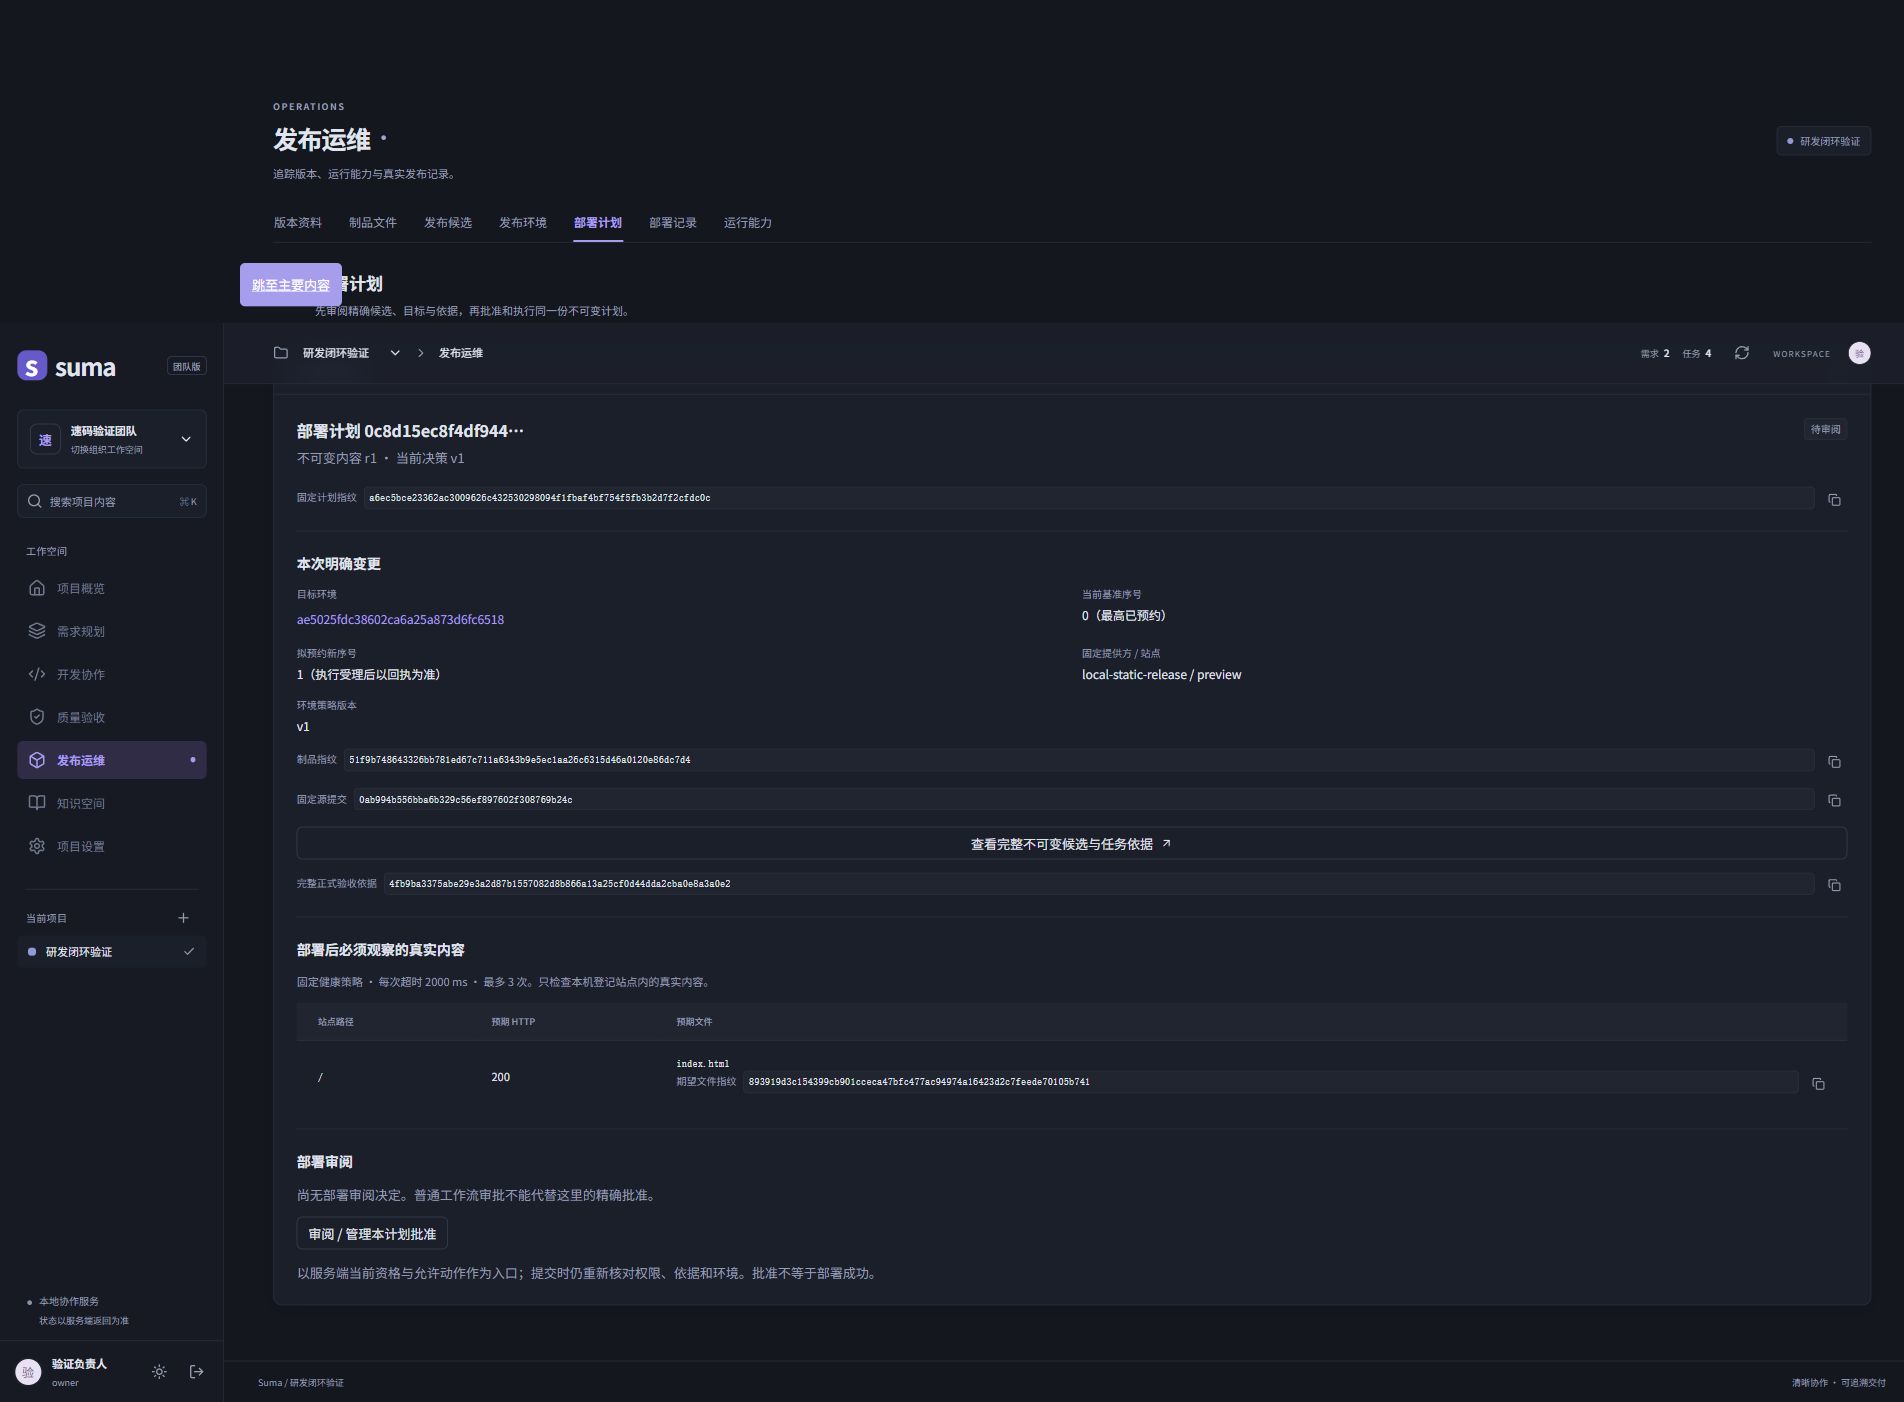 OPERATIONS
发布运维
追踪版本、运行能力与真实发布记录。
研发闭环验证
版本资料 制品文件 发布候选 发布环境 部署计划 部署记录 运行能力
跳至主要内容
署计划
先审阅精确候选、目标与依据，再批准和执行同一份不可变计划。
S suma 团队版
速 速码验证团队
切换组织工作空间
搜索项目内容 ⌘K
工作空间
项目概览
需求规划
开发协作
质量验收
发布运维
知识空间
项目设置
当前项目
研发闭环验证
本地协作服务
状态以服务端返回为准
验 验证负责人
owner
研发闭环验证 发布运维
需求 2 任务 4 WORKSPACE 验
部署计划 0c8d15ec8f4df944…
待审阅
不可变内容 r1 · 当前决策 v1
固定计划指纹 a6ec5bce23362ac3009626c432530298094f1fbaf4bf754f5fb3b2d7f2cfdc0c
本次明确变更
目标环境
ae5025fdc38602ca6a25a873d6fc6518
当前基准序号
0（最高已预约）
拟预约新序号
1（执行受理后以回执为准）
固定提供方 / 站点
local-static-release / preview
环境策略版本
v1
制品指纹 51f9b748643326bb781ed67c711a6343b9e5ec1aa26c6315d46a0120e86dc7d4
固定源提交 0ab994b556bba6b329c56ef897602f308769b24c
查看完整不可变候选与任务依据 ↗
完整正式验收依据 4fb9ba3375abe29e3a2d87b1557082d8b866a13a25cf0d44dda2cba0e8a3a0e2
部署后必须观察的真实内容
固定健康策略 · 每次超时 2000 ms · 最多 3 次。只检查本机登记站点内的真实内容。
站点路径 预期 HTTP 预期文件
/ 200 index.html
期望文件指纹 893919d3c154399cb901cceca47bfc477ac94974a16423d2c7feede70105b741
部署审阅
尚无部署审阅决定。普通工作流审批不能代替这里的精确批准。
审阅 / 管理本计划批准
以服务端当前资格与允许动作作为入口；提交时仍重新核对权限、依据和环境。批准不等于部署成功。
Suma / 研发闭环验证
清晰协作 · 可追溯交付